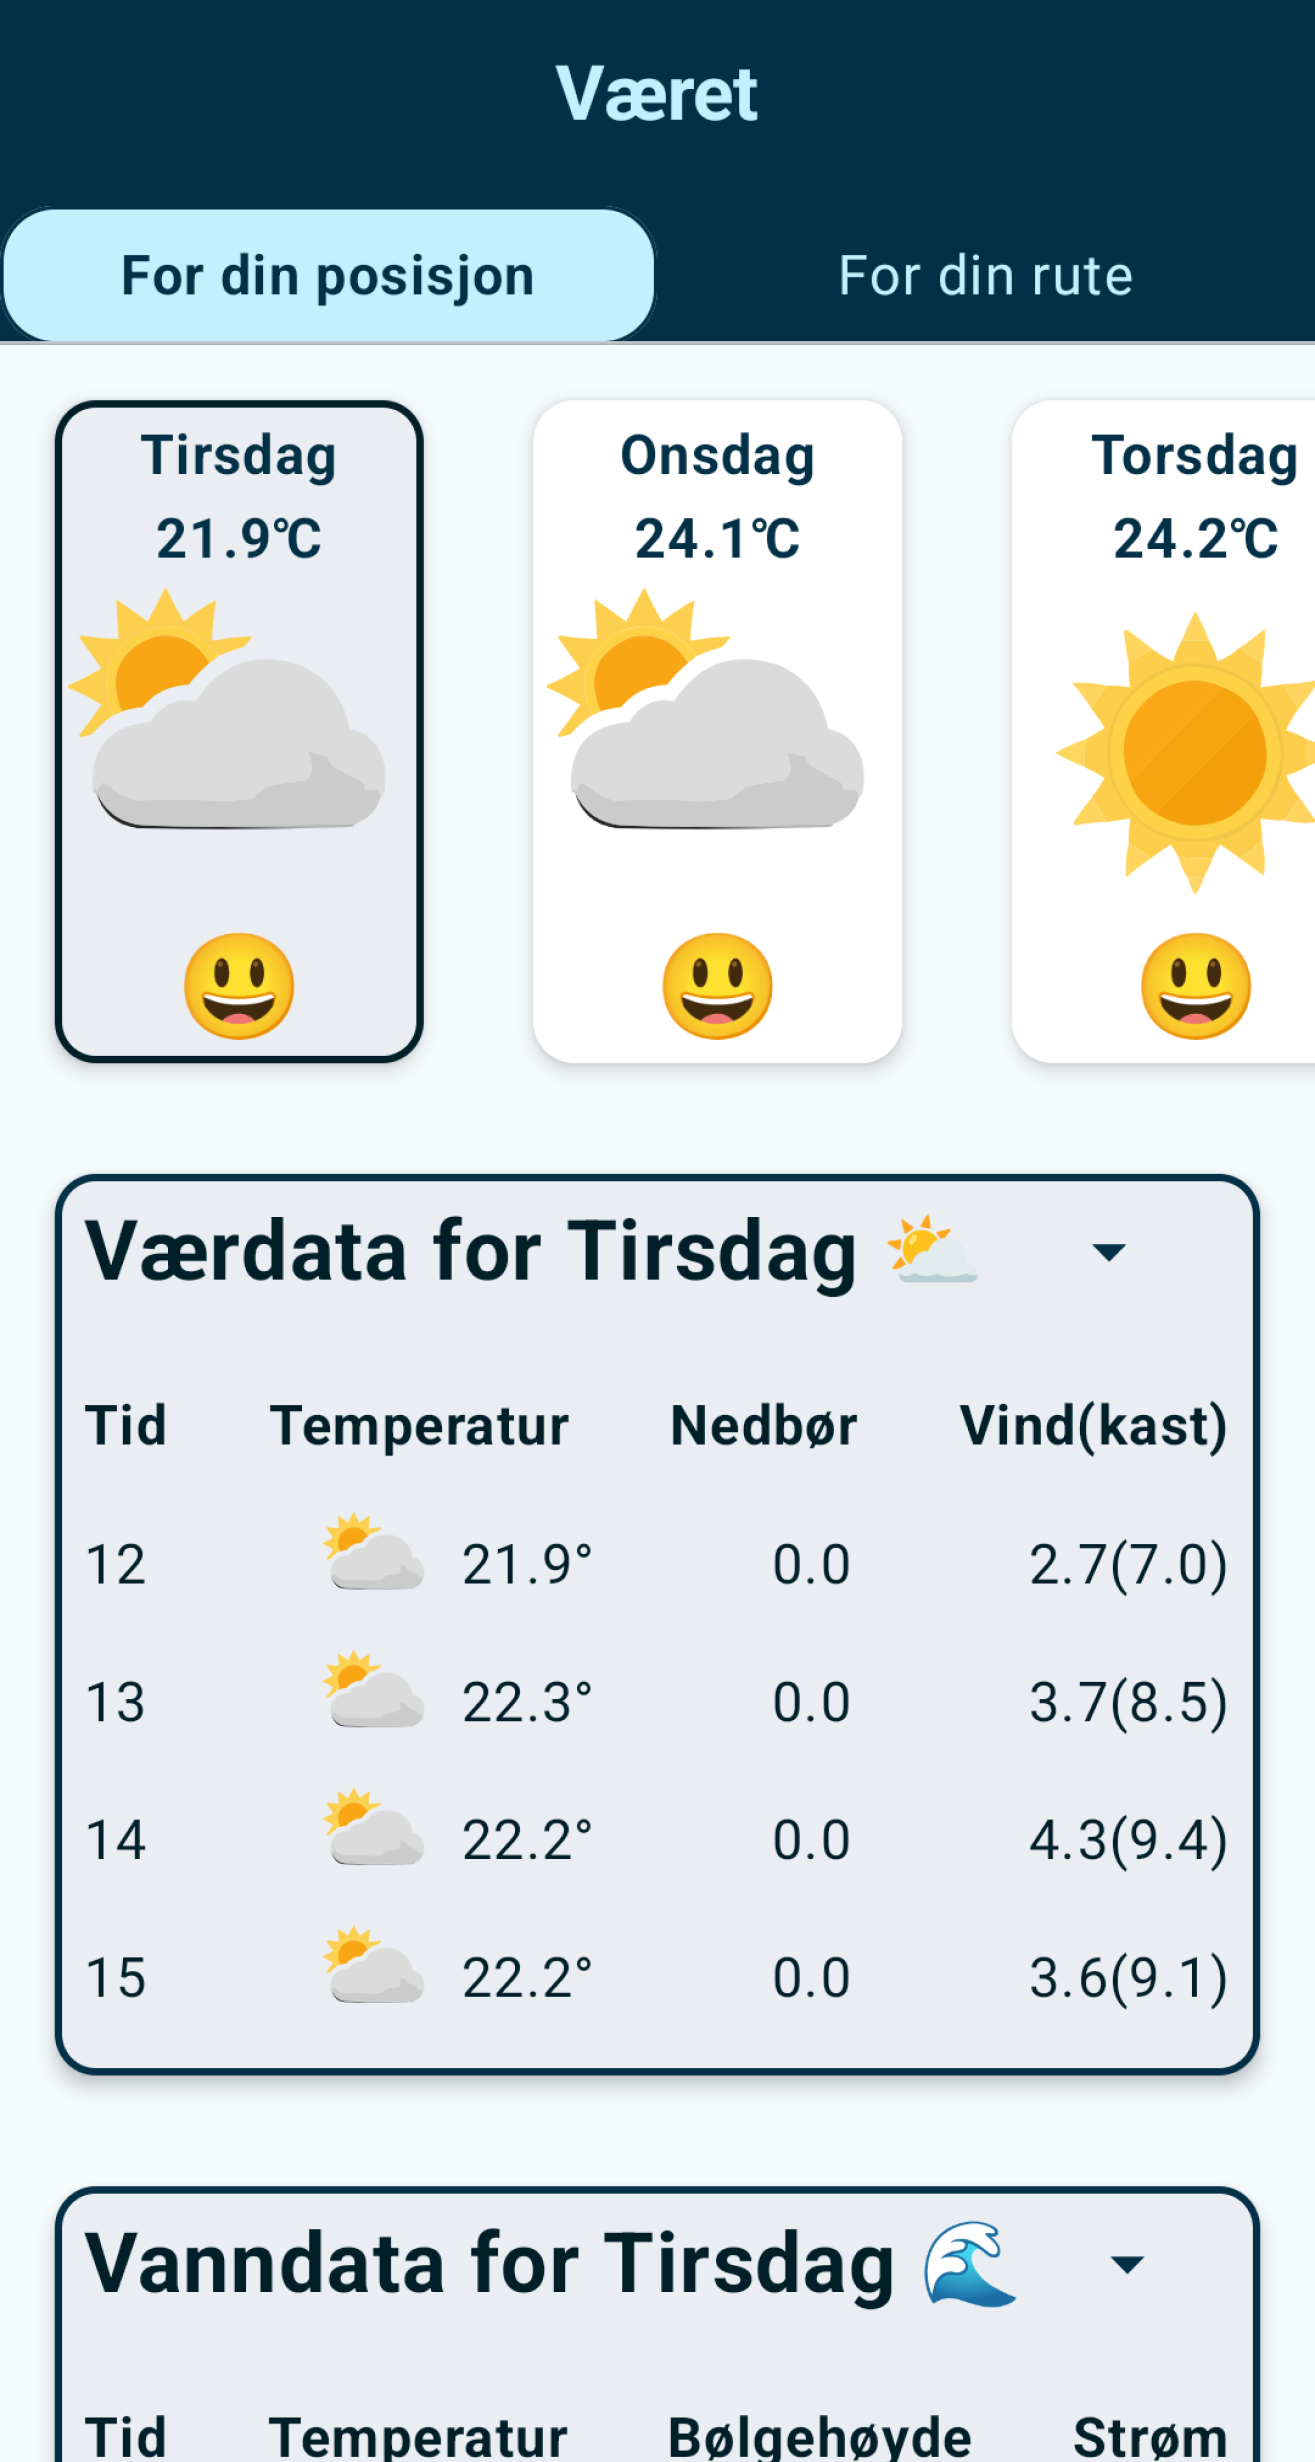 Været
For din posisjon For din rute
Tirsdag Onsdag Torsdag
21.9°C 24.1°C 24.2°C
Værdata for Tirsdag
Tid Temperatur Nedbør Vind(kast)
12 21.9° 0.0 2.7(7.0)
13 22.3° 0.0 3.7(8.5)
14 22.2° 0.0 4.3(9.4)
15 22.2° 0.0 3.6(9.1)
Vanndata for Tirsdag
Tid Temperatur Bølgehøyde Strøm